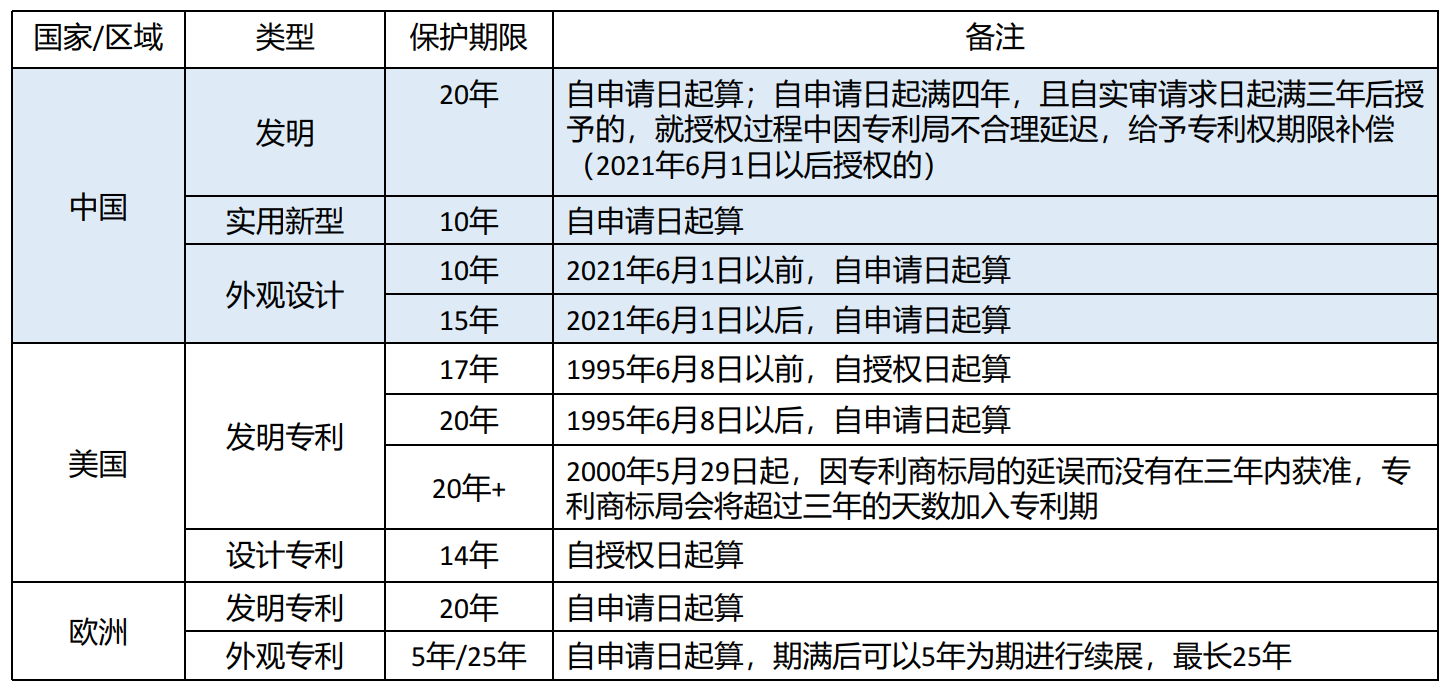 国家/区域 类型 保护期限 备注
中国 发明 20年 自申请日起算；自申请日起满四年，且自实审请求日起满三年后授
予的，就授权过程中因专利局不合理延迟，给予专利权期限补偿
（2021年6月1日以后授权的）
实用新型 10年 自申请日起算
外观设计 10年 2021年6月1日以前，自申请日起算
15年 2021年6月1日以后，自申请日起算
美国 发明专利 17年 1995年6月8日以前，自授权日起算
20年 1995年6月8日以后，自申请日起算
20年+ 2000年5月29日起，因专利商标局的延误而没有在三年内获准，专
利商标局会将超过三年的天数加入专利期
设计专利 14年 自授权日起算
欧洲 发明专利 20年 自申请日起算
外观专利 5年/25年 自申请日起算，期满后可以5年为期进行续展，最长25年